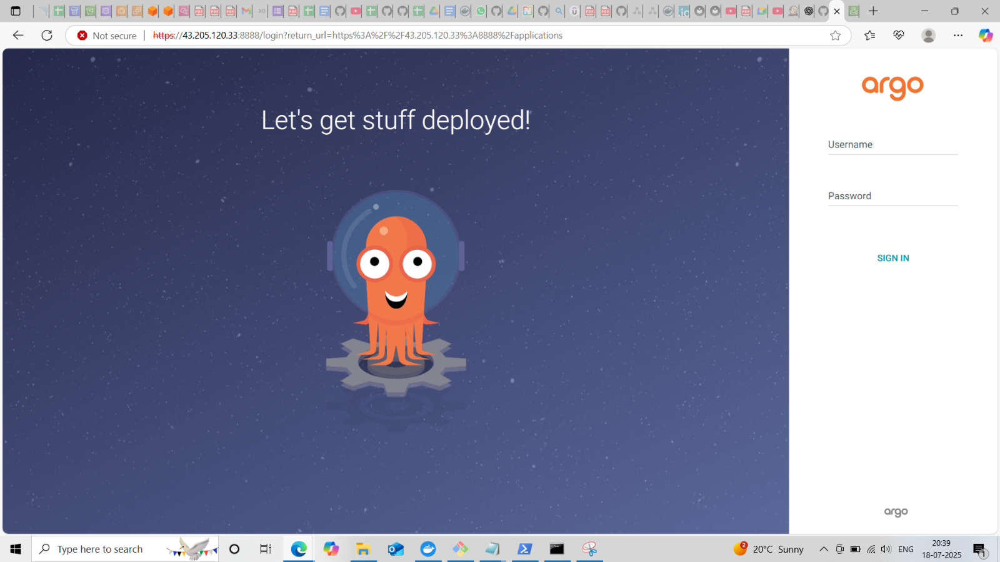 Not secure
https://43.205.120.33:8888/login?return_url=https%3A%2F%2F43.205.120.33%3A8888%2Fapplications
Let's get stuff deployed!
argo
Username
Password
SIGN IN
argo
Type here to search
2
20°C Sunny
ENG
20:39
18-07-2025
1